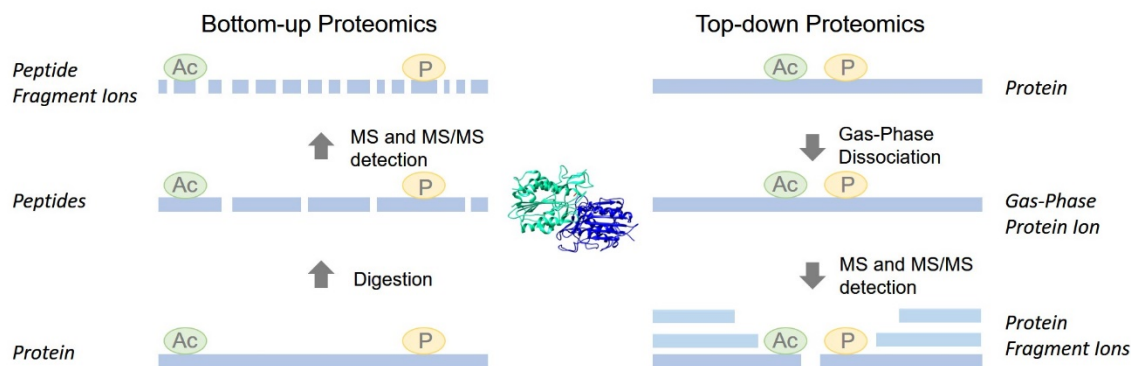 Bottom-up Proteomics
Peptide
Fragment Ions
Ac
P
MS and MS/MS
detection
Peptides
Ac
P
Digestion
Protein
Ac
P
Top-down Proteomics
Ac
P
Protein
Gas-Phase
Dissociation
Ac
P
Gas-Phase
Protein Ion
MS and MS/MS
detection
Ac
P
Protein
Fragment Ions